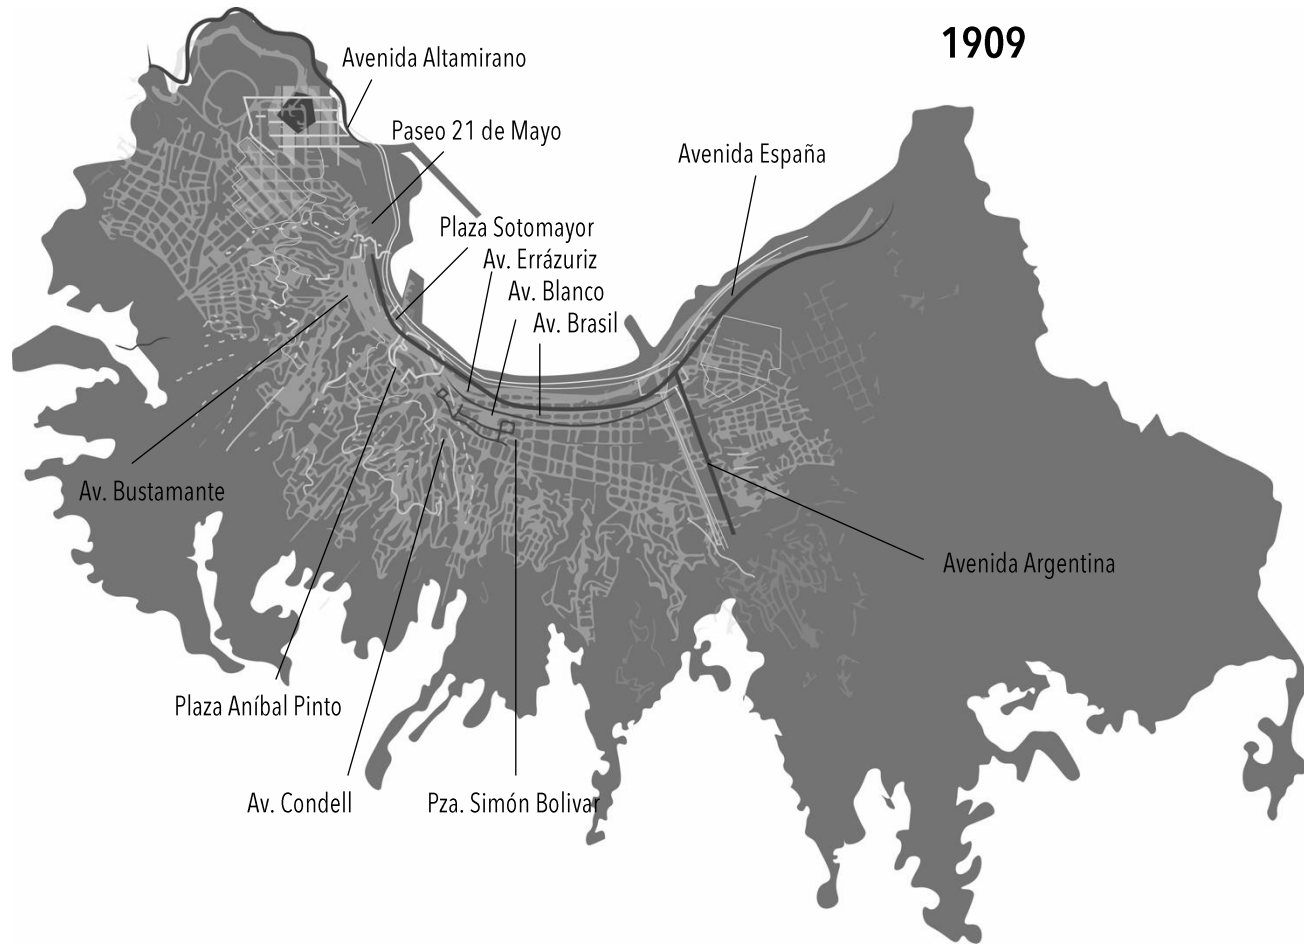 1909
Avenida Altamirano
Paseo 21 de Mayo
Avenida España
Plaza Sotomayor
Av. Errázuriz
Av. Blanco
Av. Brasil
Av. Bustamante
Avenida Argentina
Plaza Aníbal Pinto
Av. Condell
Pza. Simón Bolivar